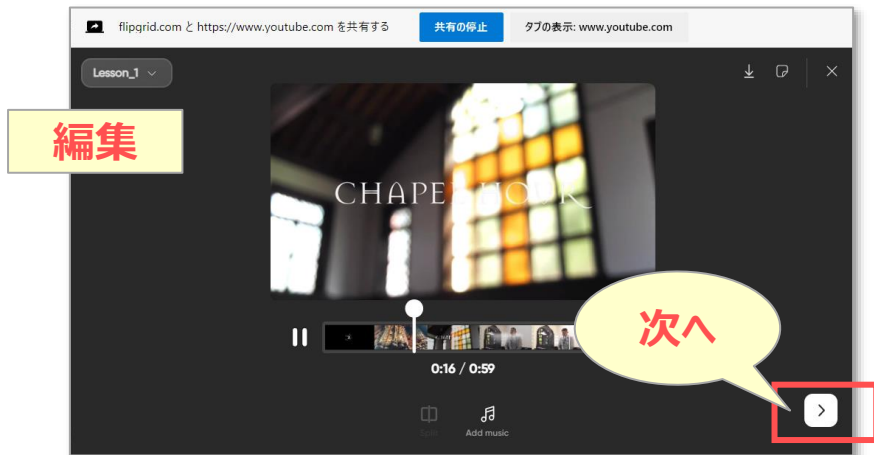 flipgrid.com と https://www.youtube.com を共有する 共有の停止 タブの表示: www.youtube.com
Lesson_1
編集
CHAPEL HOUR
次へ
0:16 / 0:59
Split Add music